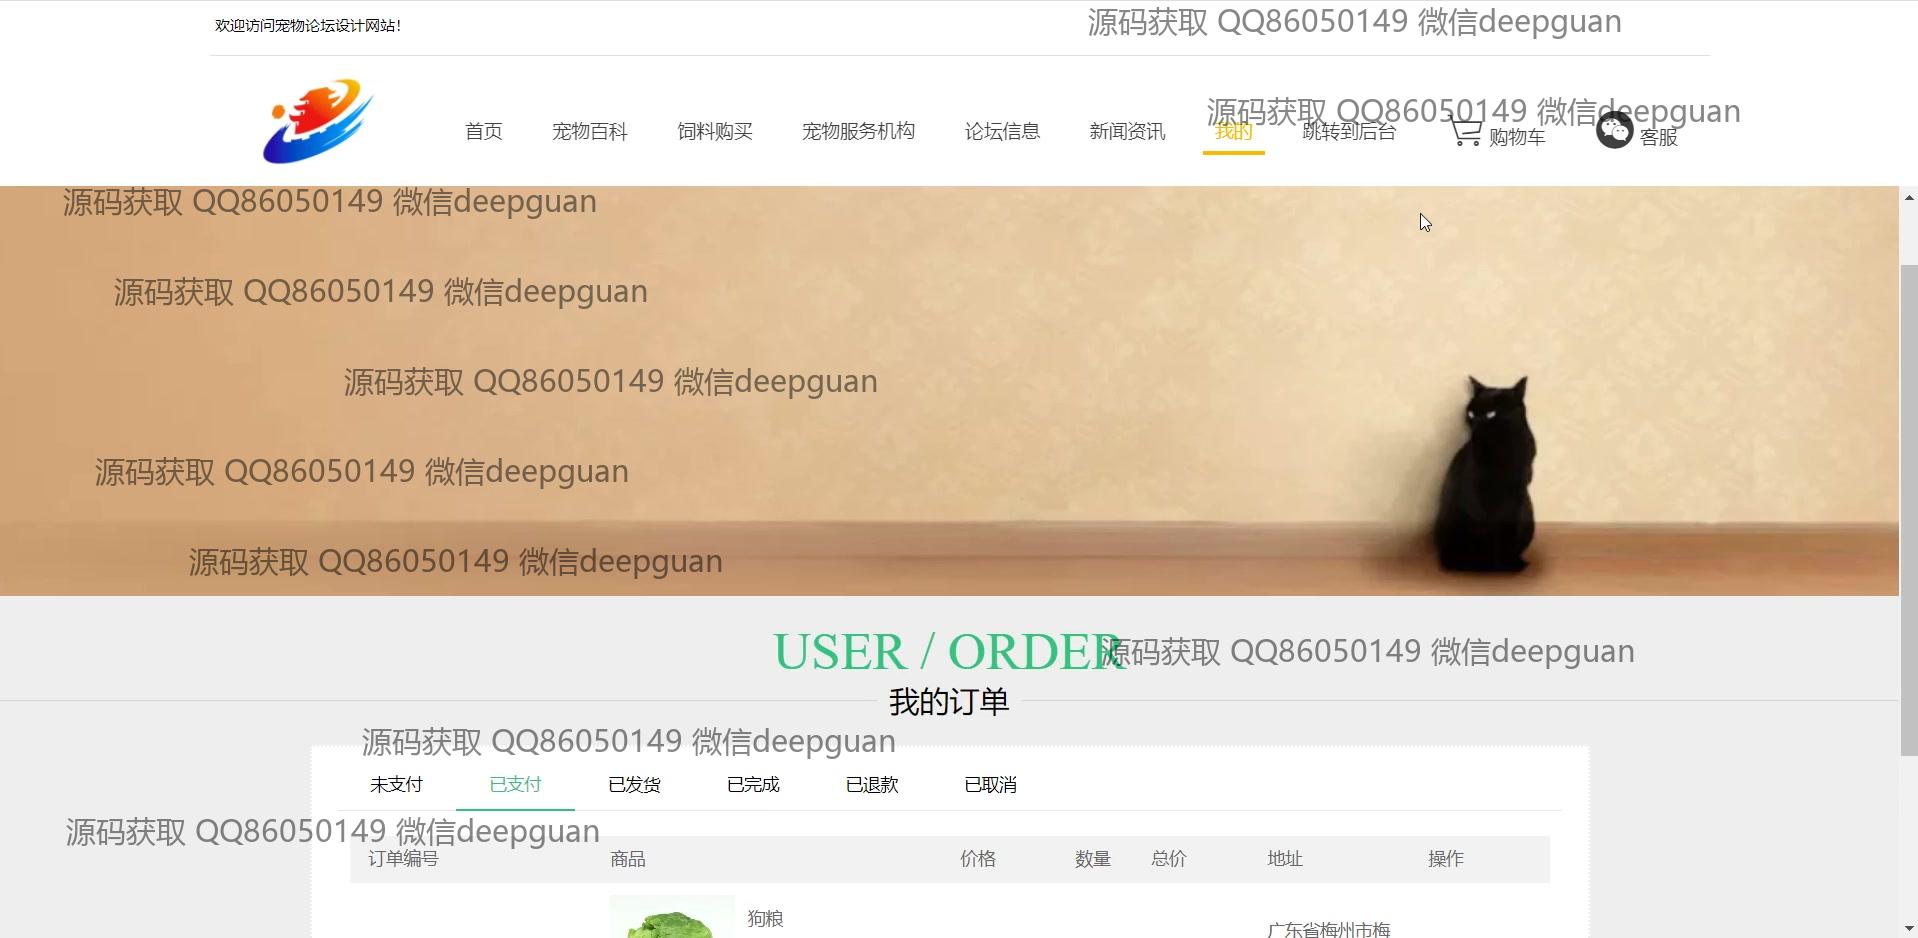 欢迎访问宠物论坛设计网站!
源码获取 QQ86050149 微信deepguan
源码获取 QQ86050149 微信deepguan
首页 宠物百科 饲料购买 宠物服务机构 论坛信息 新闻资讯 我的 跳转到后台 购物车 客服
源码获取 QQ86050149 微信deepguan
源码获取 QQ86050149 微信deepguan
源码获取 QQ86050149 微信deepguan
源码获取 QQ86050149 微信deepguan
源码获取 QQ86050149 微信deepguan
USER / ORDER
源码获取 QQ86050149 微信deepguan
我的订单
源码获取 QQ86050149 微信deepguan
未支付 已支付 已发货 已完成 已退款 已取消
源码获取 QQ86050149 微信deepguan
订单编号 商品 价格 数量 总价 地址 操作
狗粮
广东省梅州市梅